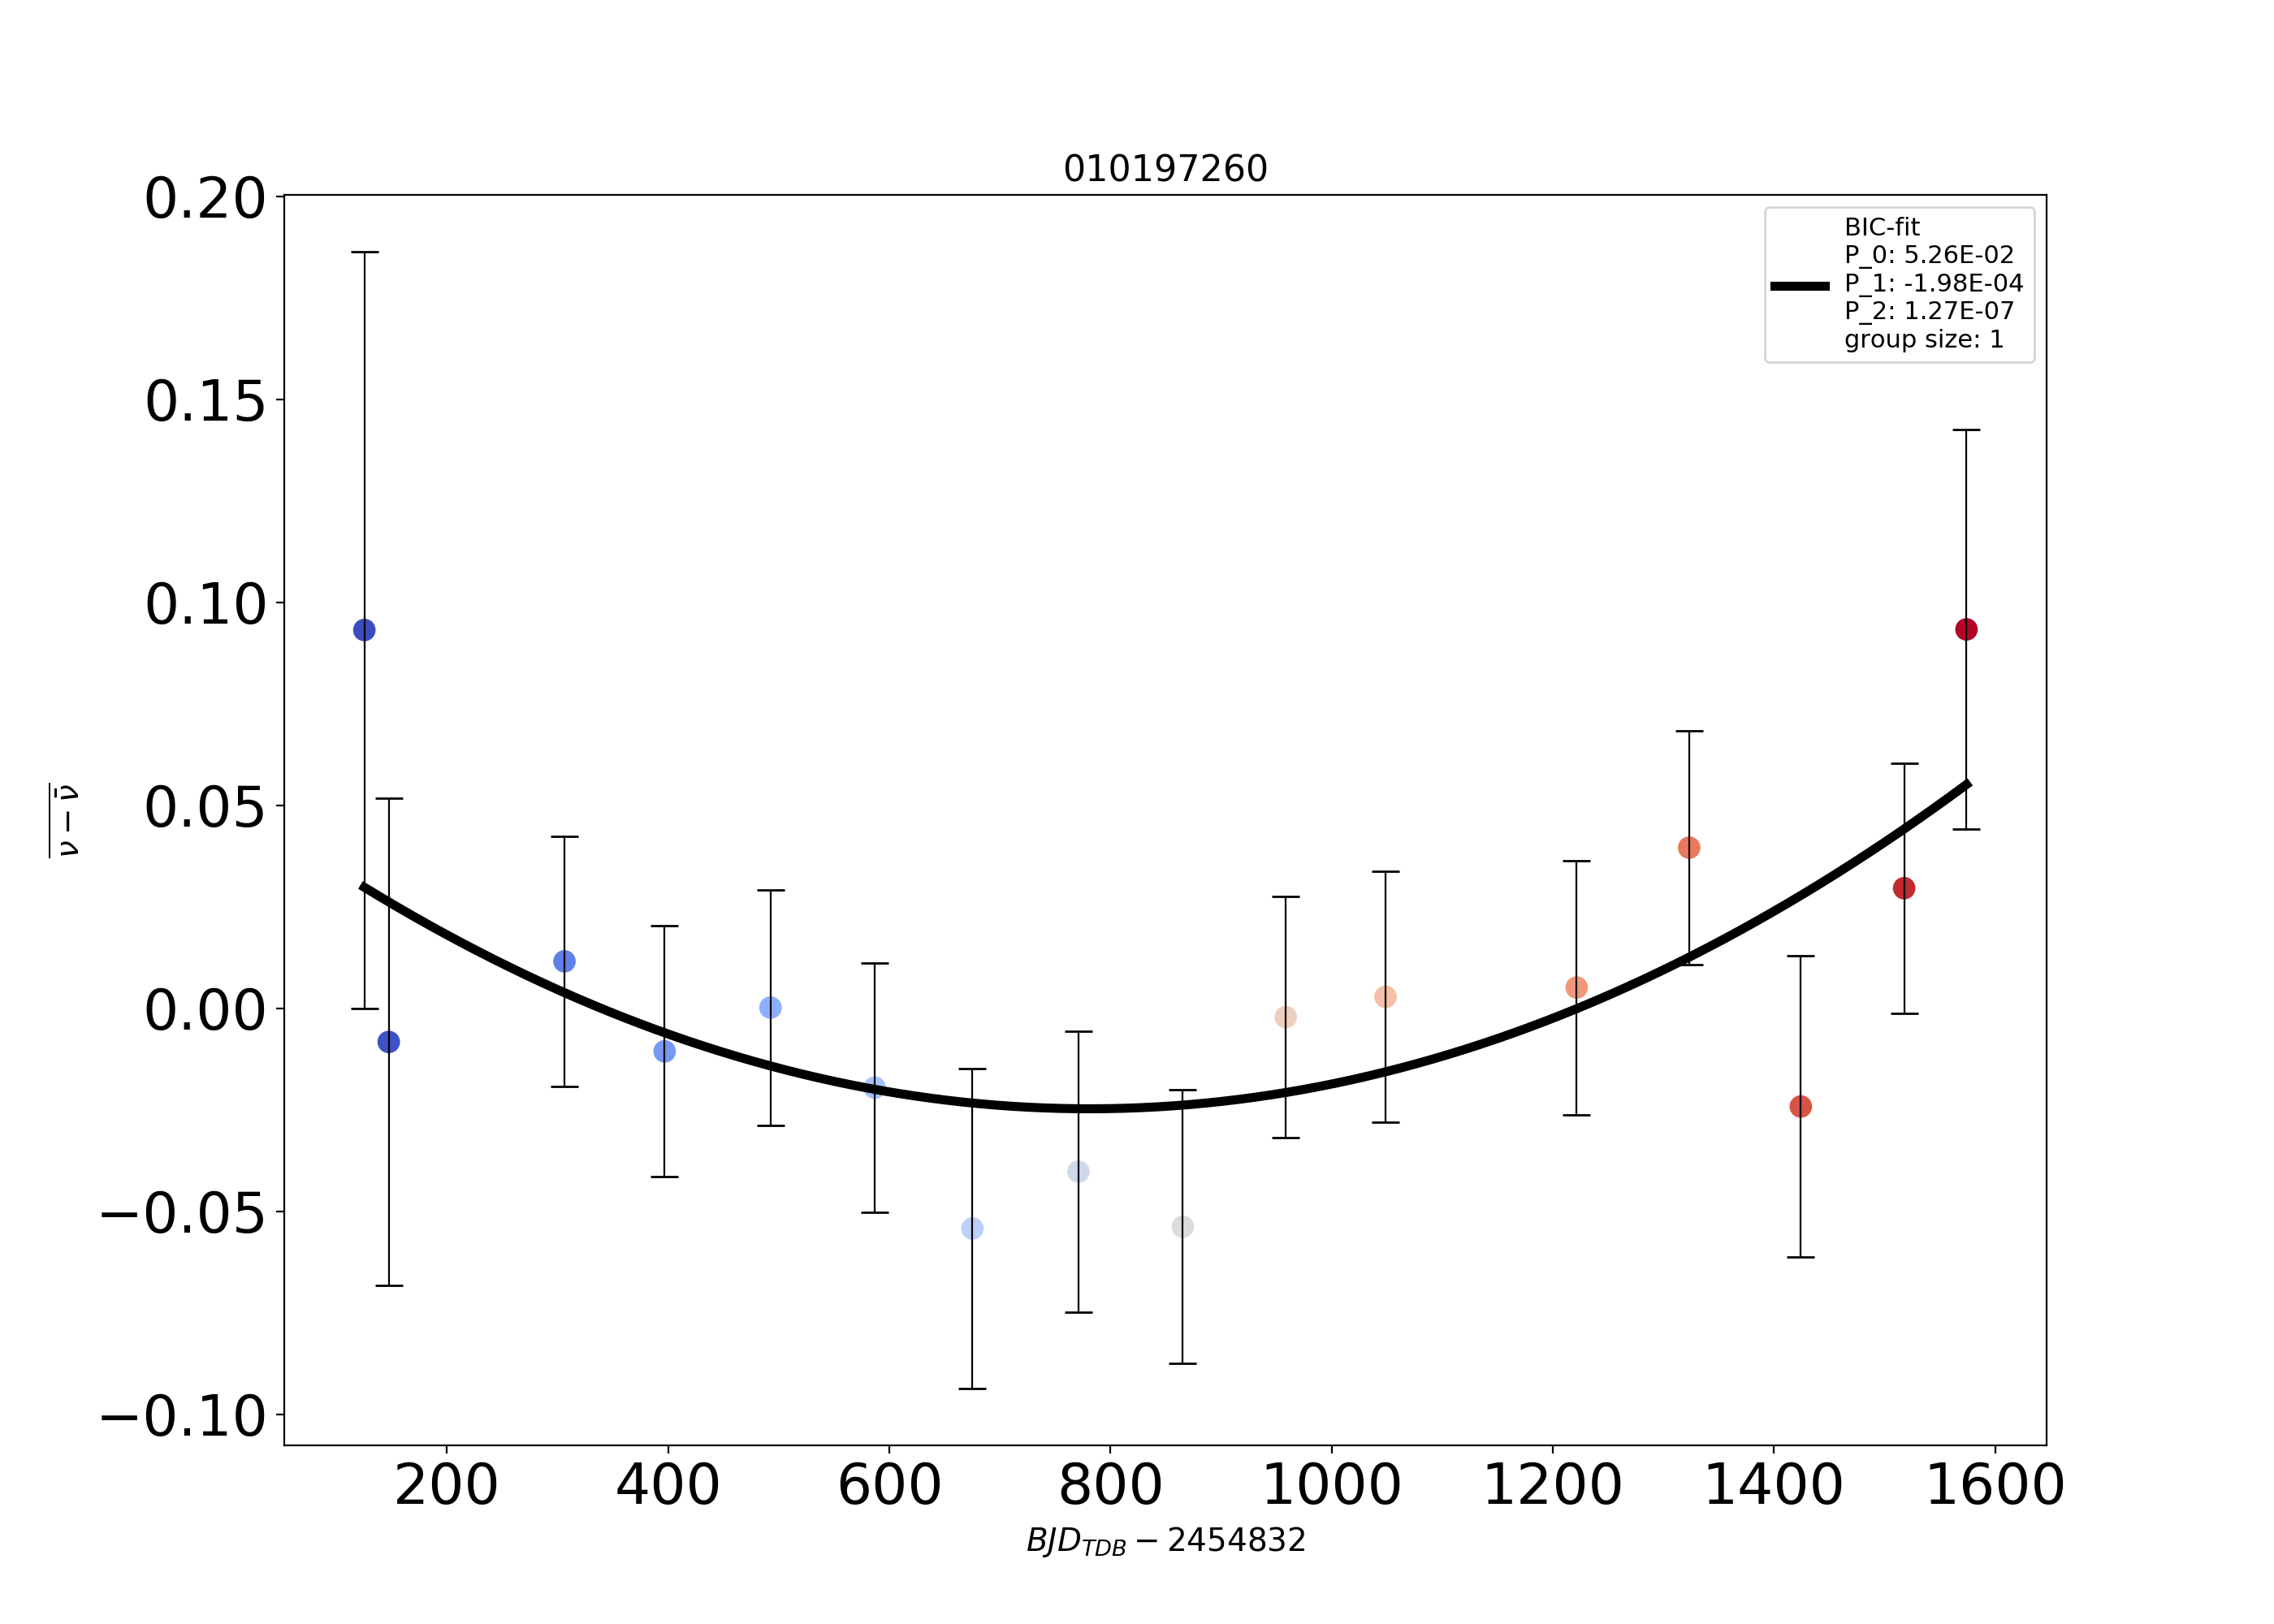 010197260
0.20
0.15
0.10
0.05
0.00
−0.05
−0.10
ν − ν̄
BIC-fit
P_0: 5.26E-02
P_1: -1.98E-04
P_2: 1.27E-07
group size: 1
200 400 600 800 1000 1200 1400 1600
BJD_TDB − 2454832